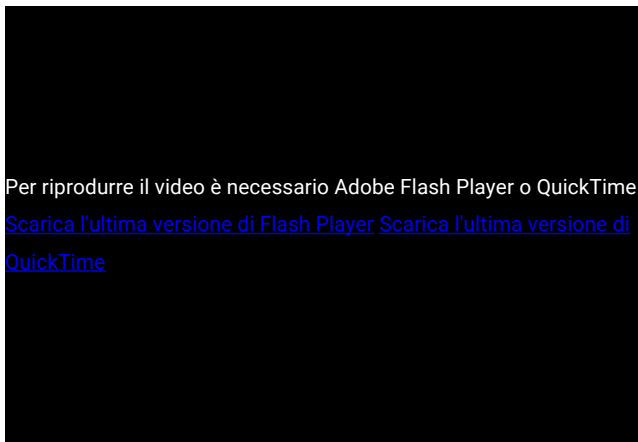 Per riprodurre il video è necessario Adobe Flash Player o QuickTime
Scarica l'ultima versione di Flash Player Scarica l'ultima versione di
QuickTime